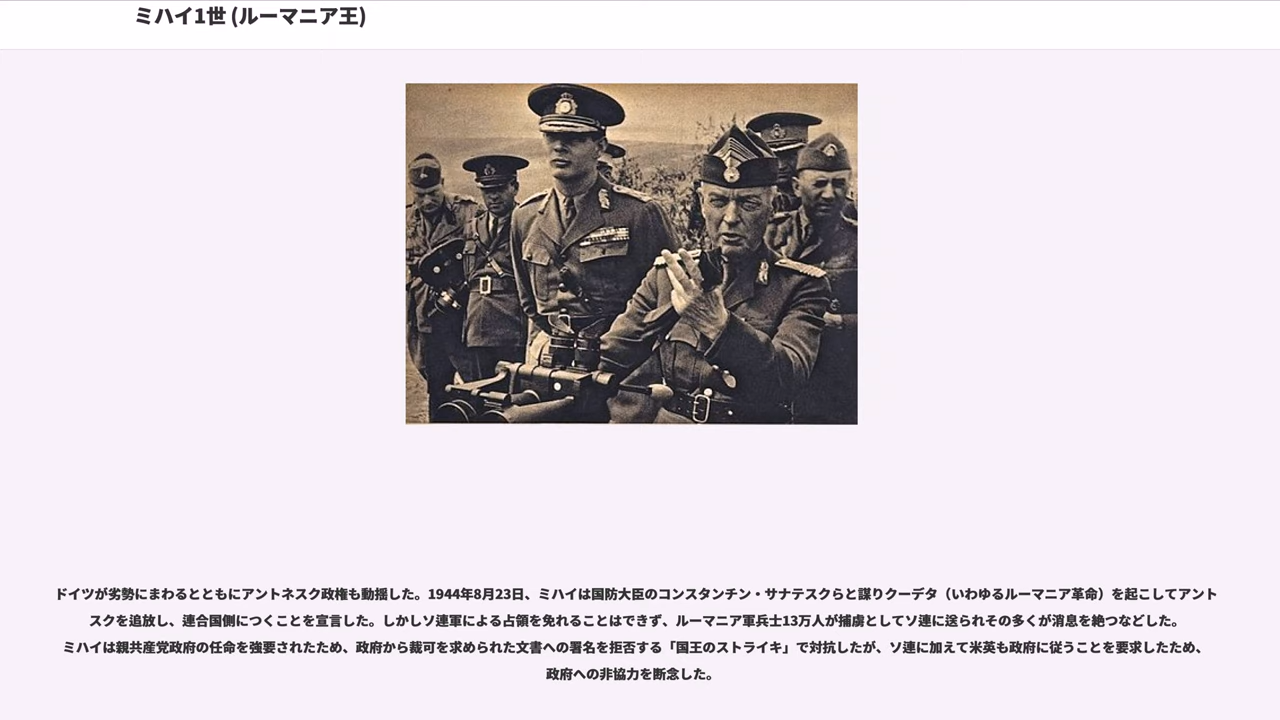 ミハイ1世 (ルーマニア王)
ドイツが劣勢にまわるとともにアントネスク政権も動揺した。1944年8月23日、ミハイは国防大臣のコンスタンチン・サナテスクらと謀りクーデタ（いわゆるルーマニア革命）を起こしてアント
スクを追放し、連合国側につくことを宣言した。しかしソ連軍による占領を免れることはできず、ルーマニア軍兵士13万人が捕虜としてソ連に送られその多くが消息を絶つなどした。
ミハイは親共産党政府の任命を強要されたため、政府から裁可を求められた文書への署名を拒否する「国王のストライキ」で対抗したが、ソ連に加えて米英も政府に従うことを要求したため、
政府への非協力を断念した。